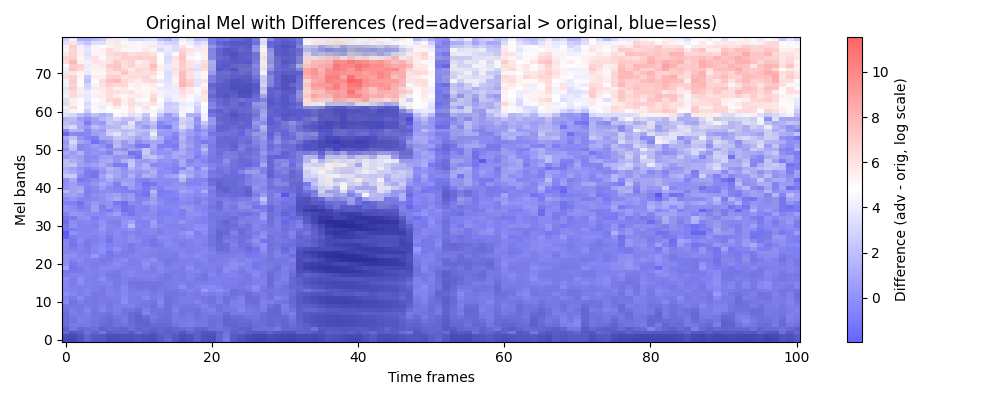 Original Mel with Differences (red=adversarial > original, blue=less)
Mel bands
70
60
50
40
30
20
10
0
0 20 40 60 80 100
Time frames
10
8
6
4
2
0
Difference (adv - orig, log scale)